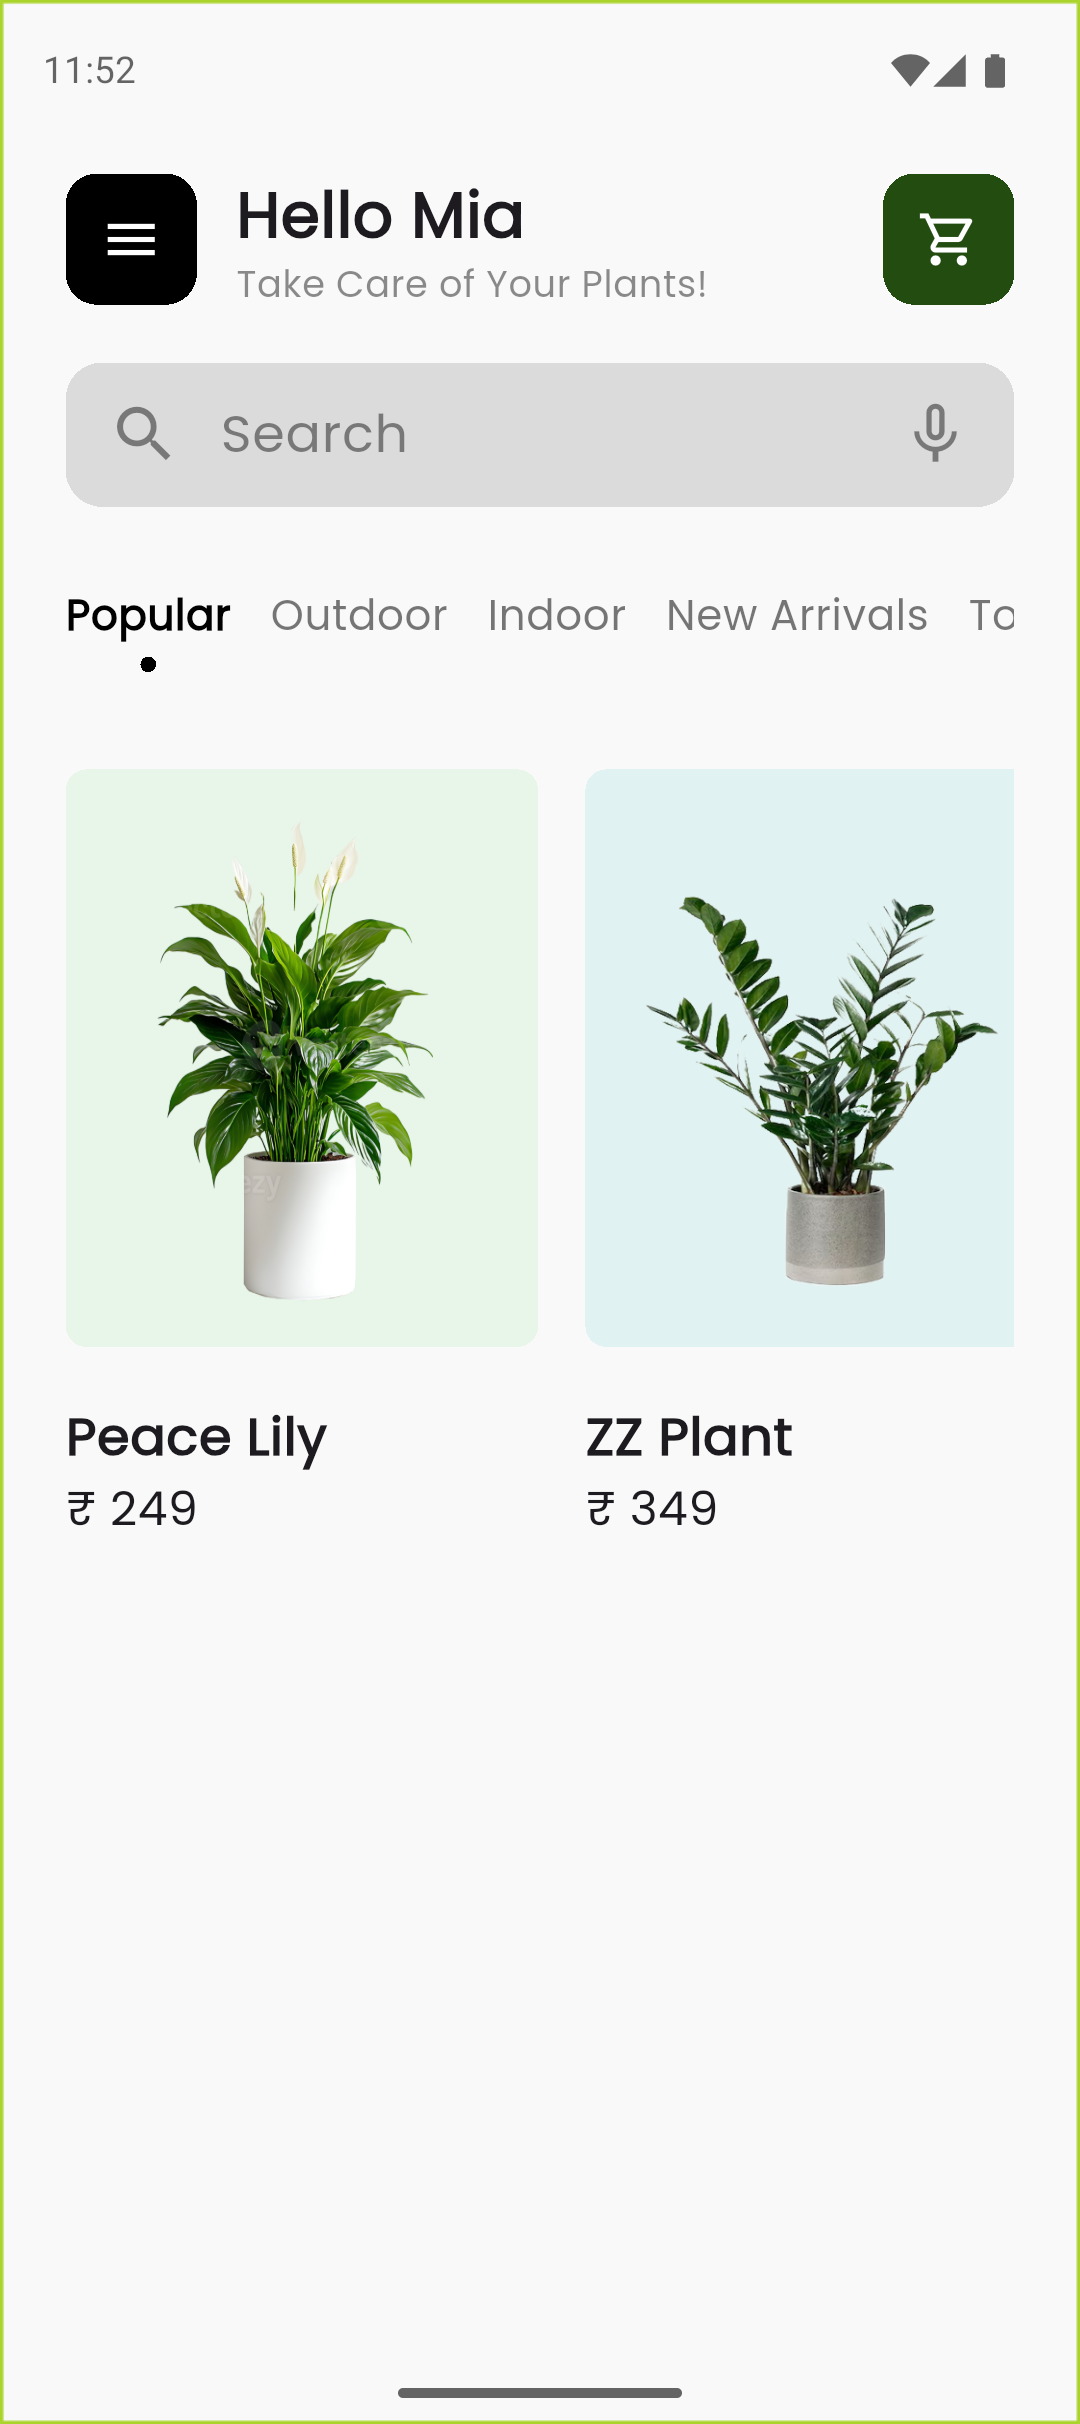 11:52
Hello Mia
Take Care of Your Plants!
Search
Popular Outdoor Indoor New Arrivals To
ezy
Peace Lily
₹ 249
ZZ Plant
₹ 349